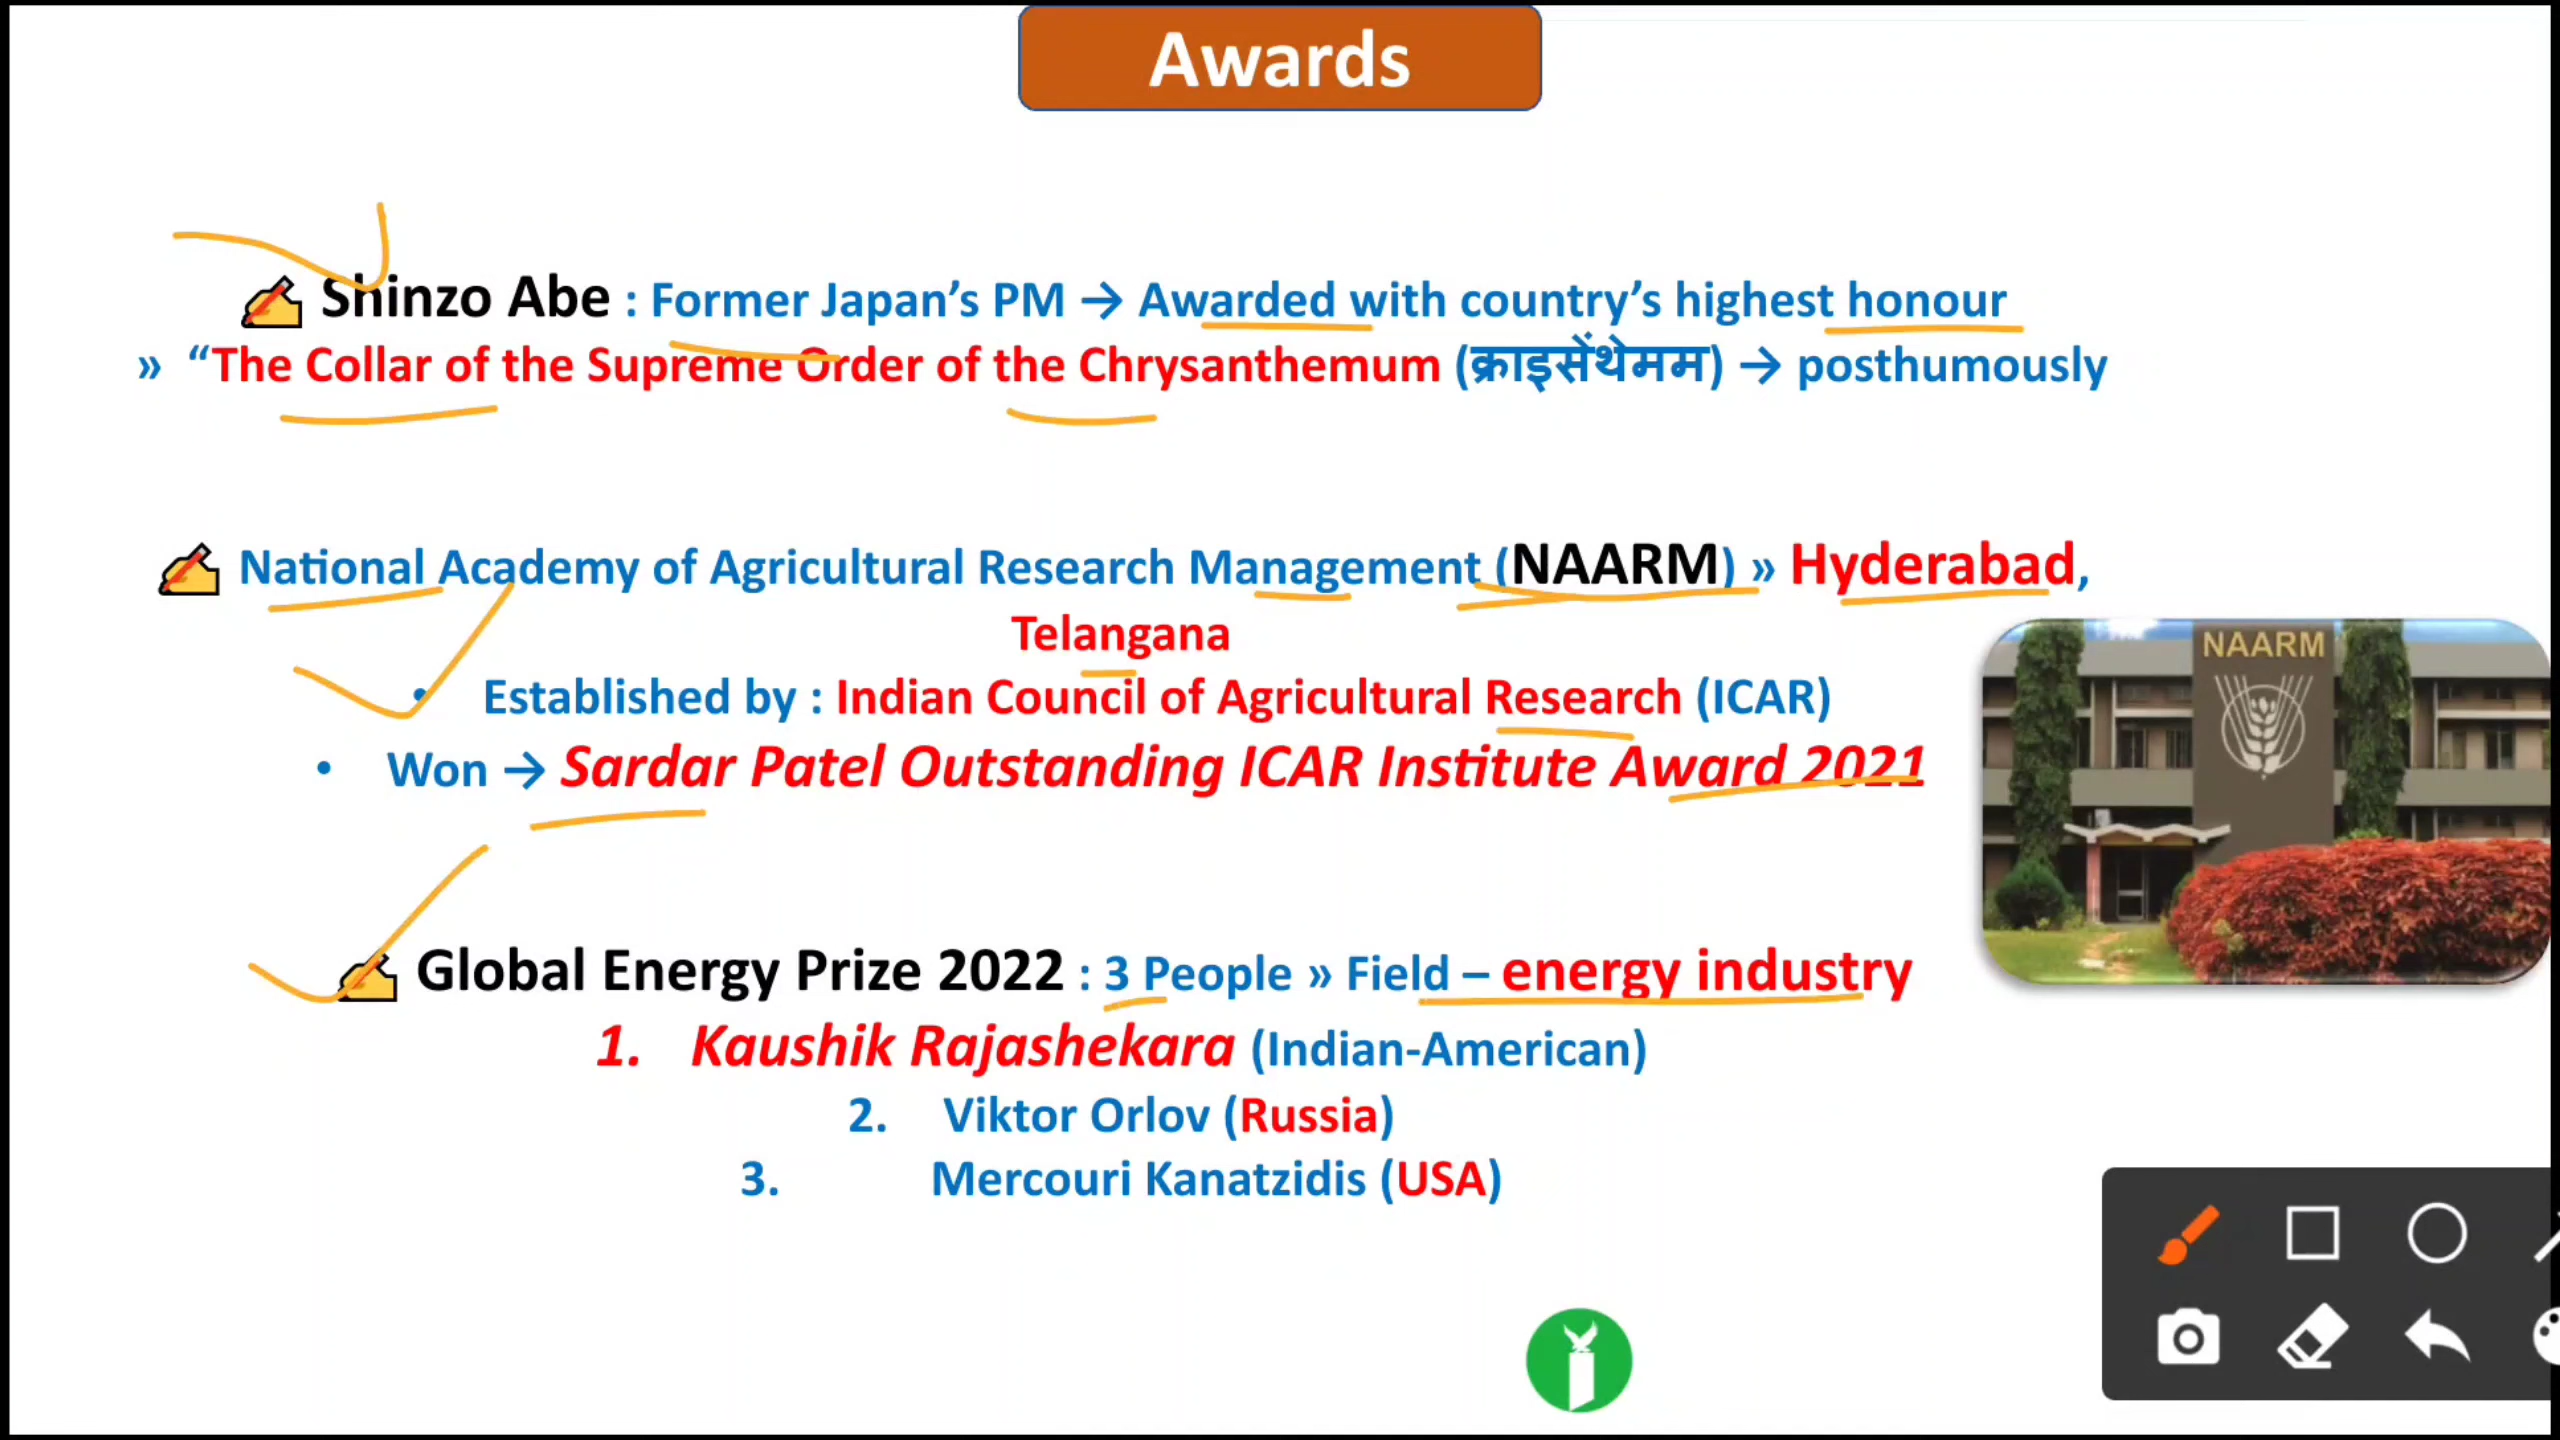 Awards
Shinzo Abe : Former Japan’s PM → Awarded with country’s highest honour
» “The Collar of the Supreme Order of the Chrysanthemum (क्राइसेंथेमम) → posthumously
National Academy of Agricultural Research Management (NAARM) » Hyderabad,
Telangana
• Established by : Indian Council of Agricultural Research (ICAR)
• Won → Sardar Patel Outstanding ICAR Institute Award 2021
NAARM
Global Energy Prize 2022 : 3 People » Field – energy industry
1. Kaushik Rajashekara (Indian-American)
2. Viktor Orlov (Russia)
3. Mercouri Kanatzidis (USA)